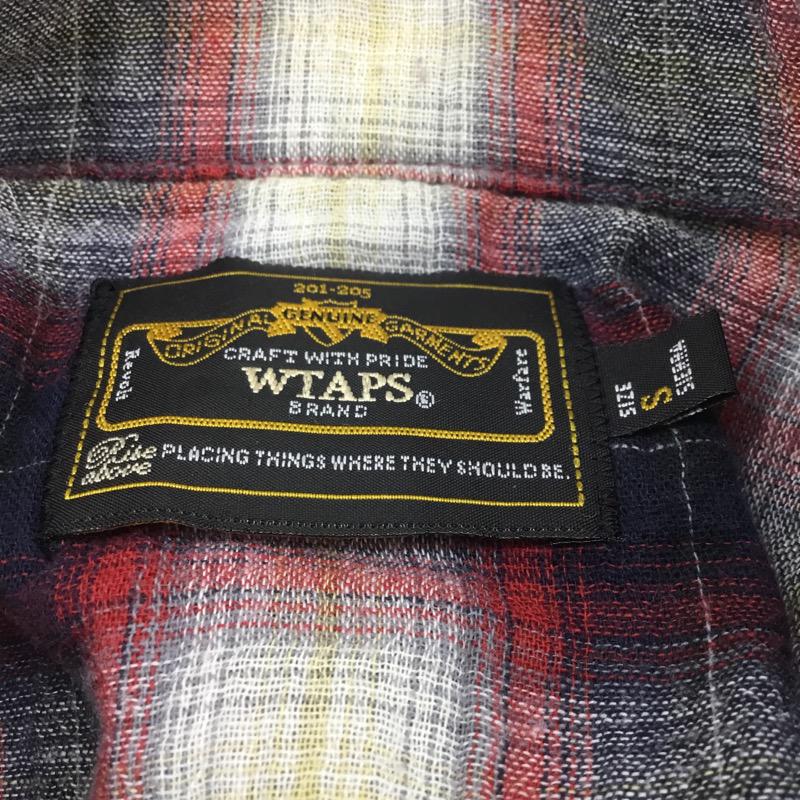 201-205
ORIGINAL GENUINE GARMENTS
CRAFT WITH PRIDE
WTAPS®
BRAND
Revolt
Warfare
Rise above
PLACING THINGS WHERE THEY SHOULD BE.
SIZE
S
SIERRA